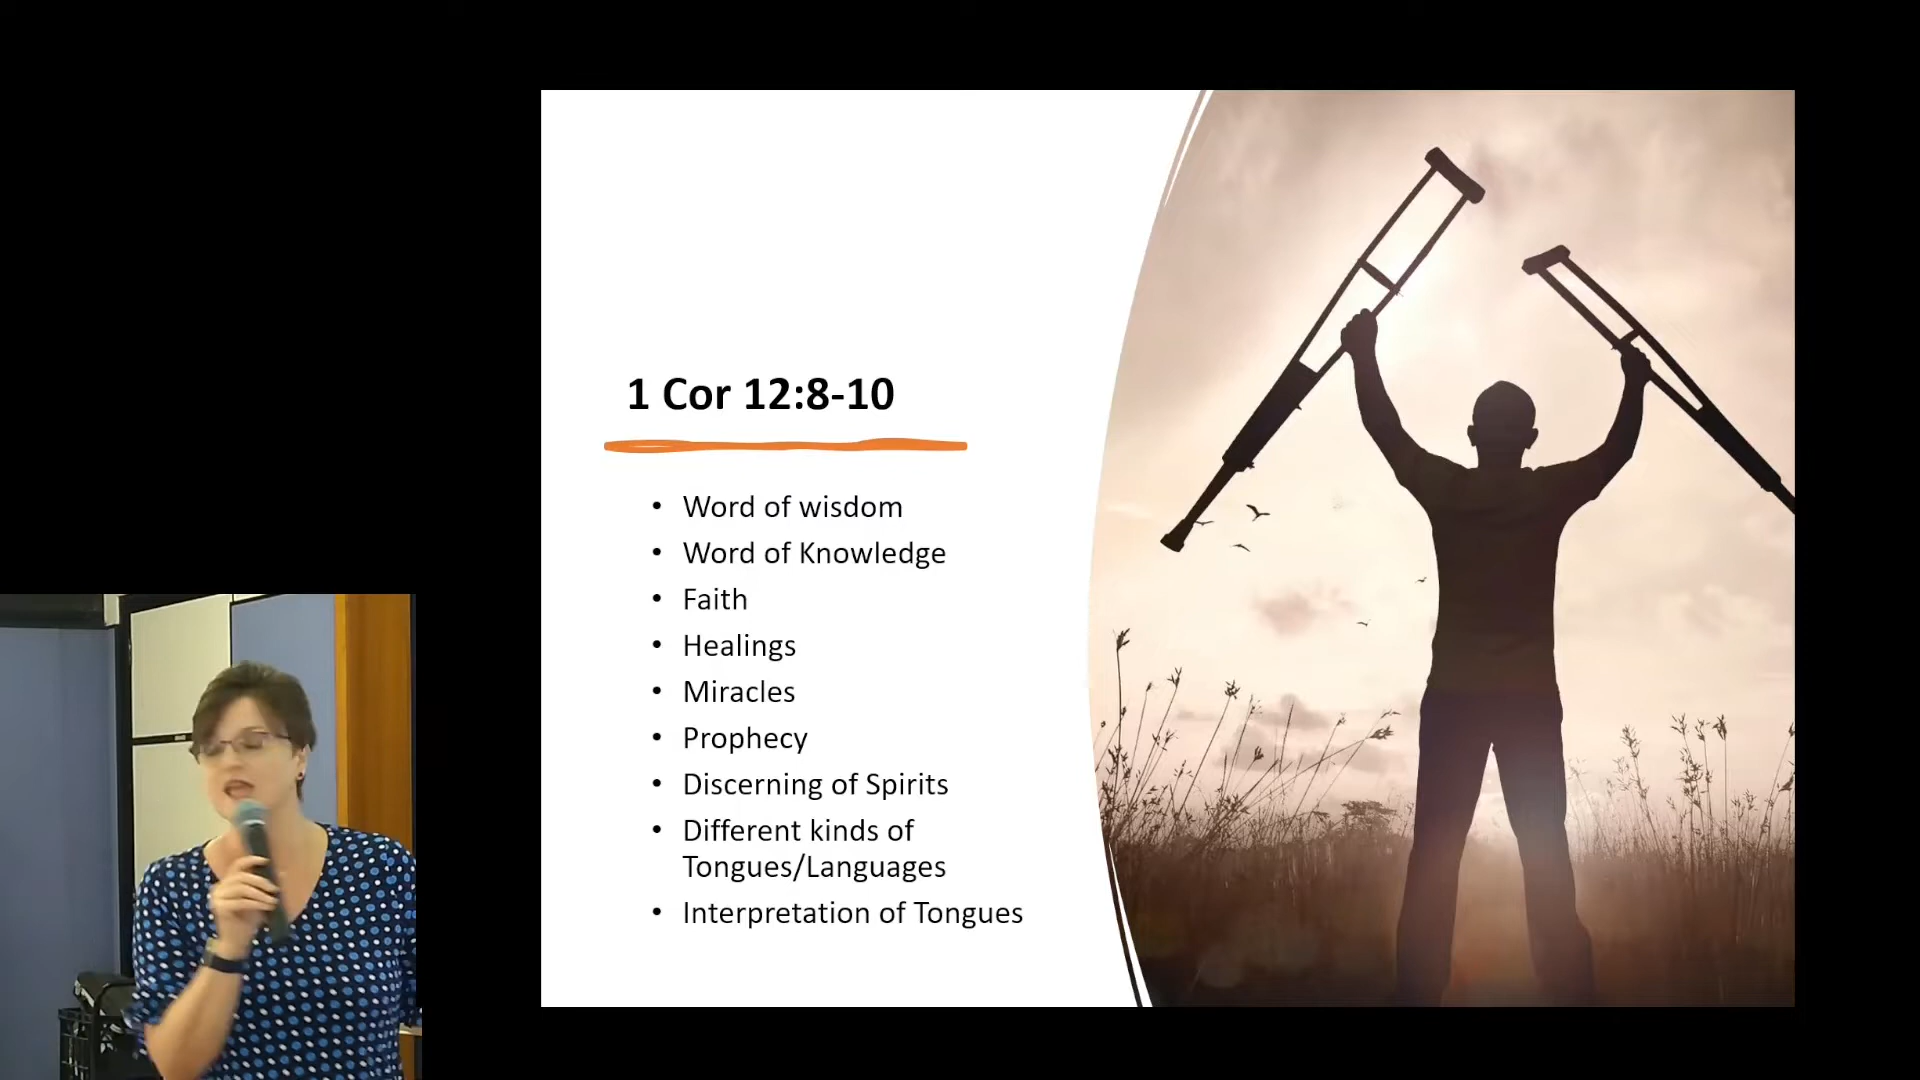 1 Cor 12:8-10
• Word of wisdom
• Word of Knowledge
• Faith
• Healings
• Miracles
• Prophecy
• Discerning of Spirits
• Different kinds of
Tongues/Languages
• Interpretation of Tongues